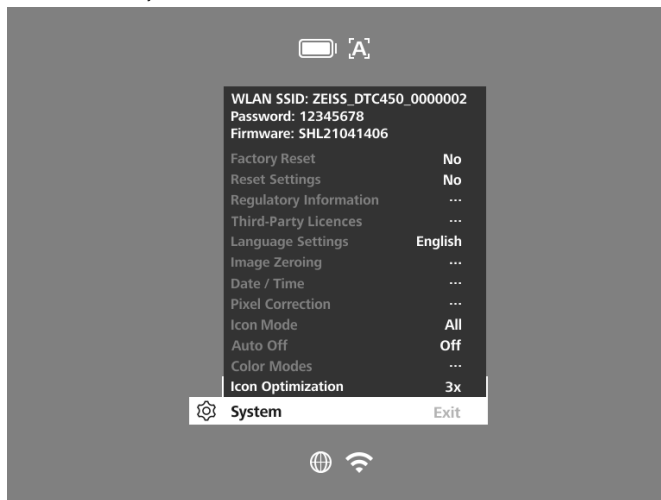 [A]
WLAN SSID: ZEISS_DTC450_0000002
Password: 12345678
Firmware: SHL21041406
Factory Reset No
Reset Settings No
Regulatory Information ...
Third-Party Licences ...
Language Settings English
Image Zeroing ...
Date / Time ...
Pixel Correction ...
Icon Mode All
Auto Off Off
Color Modes ...
Icon Optimization 3x
System Exit